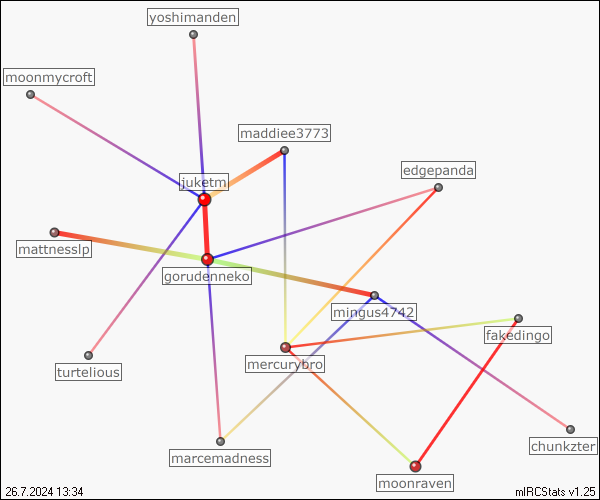 yoshimanden
moonmycroft
maddiee3773
edgepanda
juketm
mattnesslp
gorudenneko
mingus4742
fakedingo
mercurybro
turtelious
chunkzter
marcemadness
moonraven
26.7.2024 13:34
mIRCStats v1.25